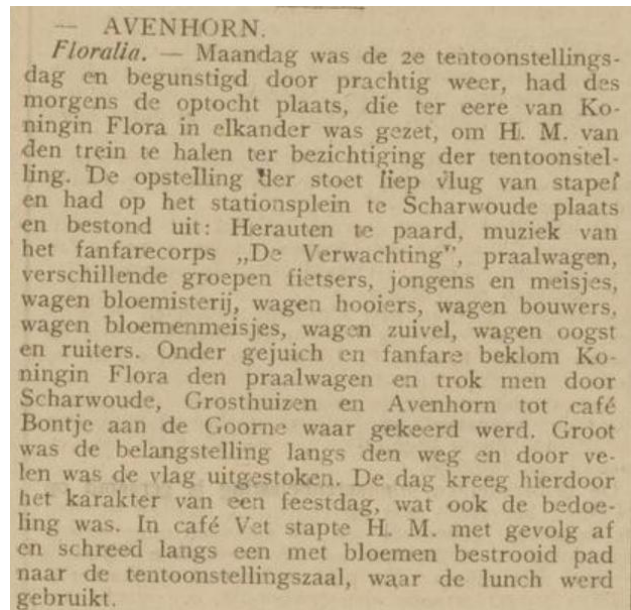 — AVENHORN.
Floralia. — Maandag was de 2e tentoonstellings-
dag en begunstigd door prachtig weer, had des
morgens de optocht plaats, die ter eere van Ko-
ningin Flora in elkander was gezet, om H. M. van
den trein te halen ter bezichtiging der tentoonstel-
ling. De opstelling der stoet liep vlug van stapel
en had op het stationsplein te Scharwoude plaats
en bestond uit: Herauten te paard, muziek van
het fanfarecorps „De Verwachting", praalwagen,
verschillende groepen fietsers, jongens en meisjes,
wagen bloemisterij, wagen hooiers, wagen bouwers,
wagen bloemenmeisjes, wagen zuivel, wagen oogst
en ruiters. Onder gejuich en fanfare beklom Ko-
ningin Flora den praalwagen en trok men door
Scharwoude, Grosthuizen en Avenhorn tot café
Bontje aan de Goorne waar gekeerd werd. Groot
was de belangstelling langs den weg en door ve-
len was de vlag uitgestoken. De dag kreeg hierdoor
het karakter van een feestdag, wat ook de bedoe-
ling was. In café Vet stapte H. M. met gevolg af
en schreed langs een met bloemen bestrooid pad
naar de tentoonstellingszaal, waar de lunch werd
gebruikt.